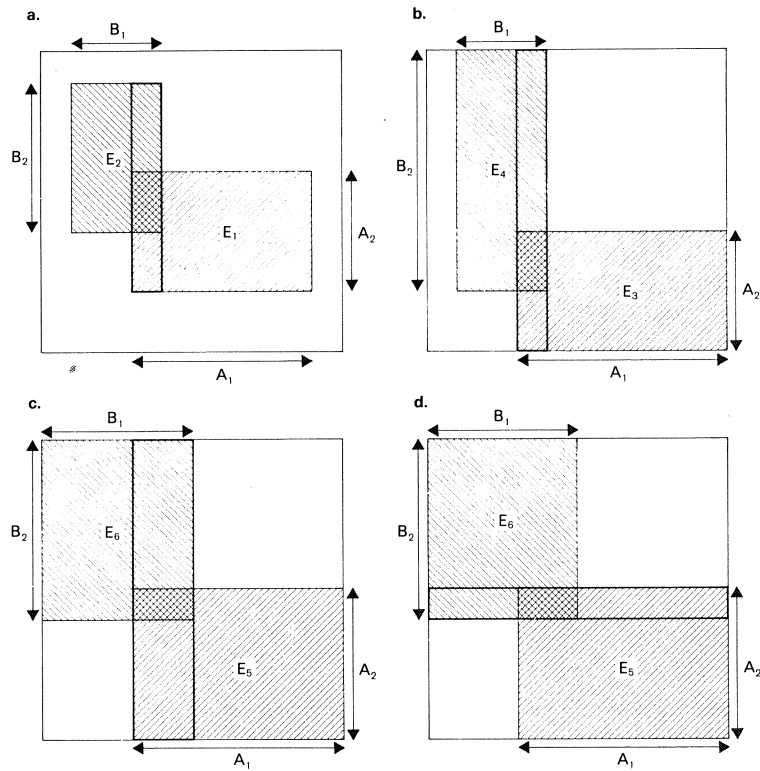 a.
B₁
B₂
E₂
E₁
A₂
A₁
b.
B₁
B₂
E₄
E₃
A₂
A₁
c.
B₁
B₂
E₆
E₅
A₂
A₁
d.
B₁
B₂
E₆
E₅
A₂
A₁